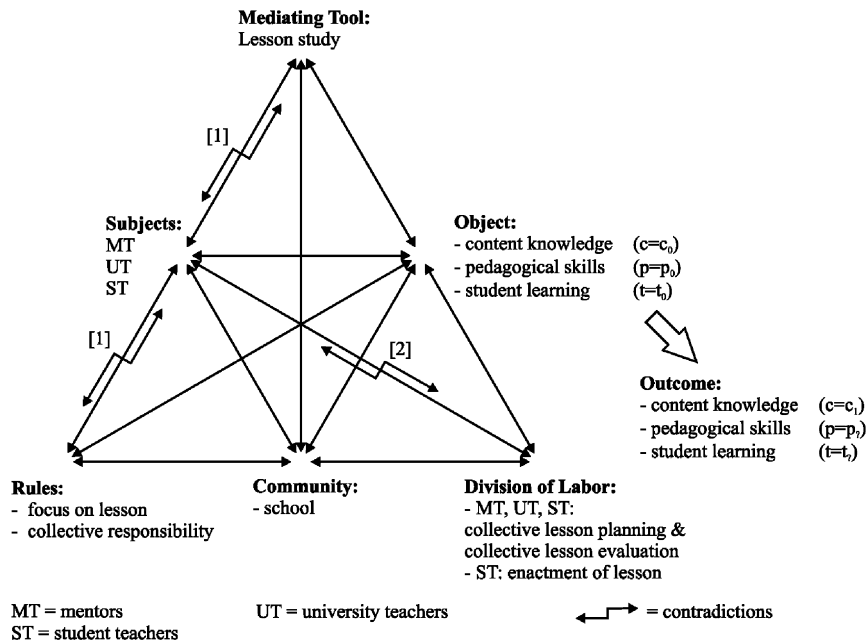 Mediating Tool:
Lesson study
[1]
Subjects:
MT
UT
ST
Object:
- content knowledge (c=c₀)
- pedagogical skills (p=p₀)
- student learning (t=t₀)
[1]
[2]
Outcome:
- content knowledge (c=c₁)
- pedagogical skills (p=p₇)
- student learning (t=t₇)
Rules:
- focus on lesson
- collective responsibility
Community:
- school
Division of Labor:
- MT, UT, ST:
collective lesson planning &
collective lesson evaluation
- ST: enactment of lesson
MT = mentors
ST = student teachers
UT = university teachers
= contradictions